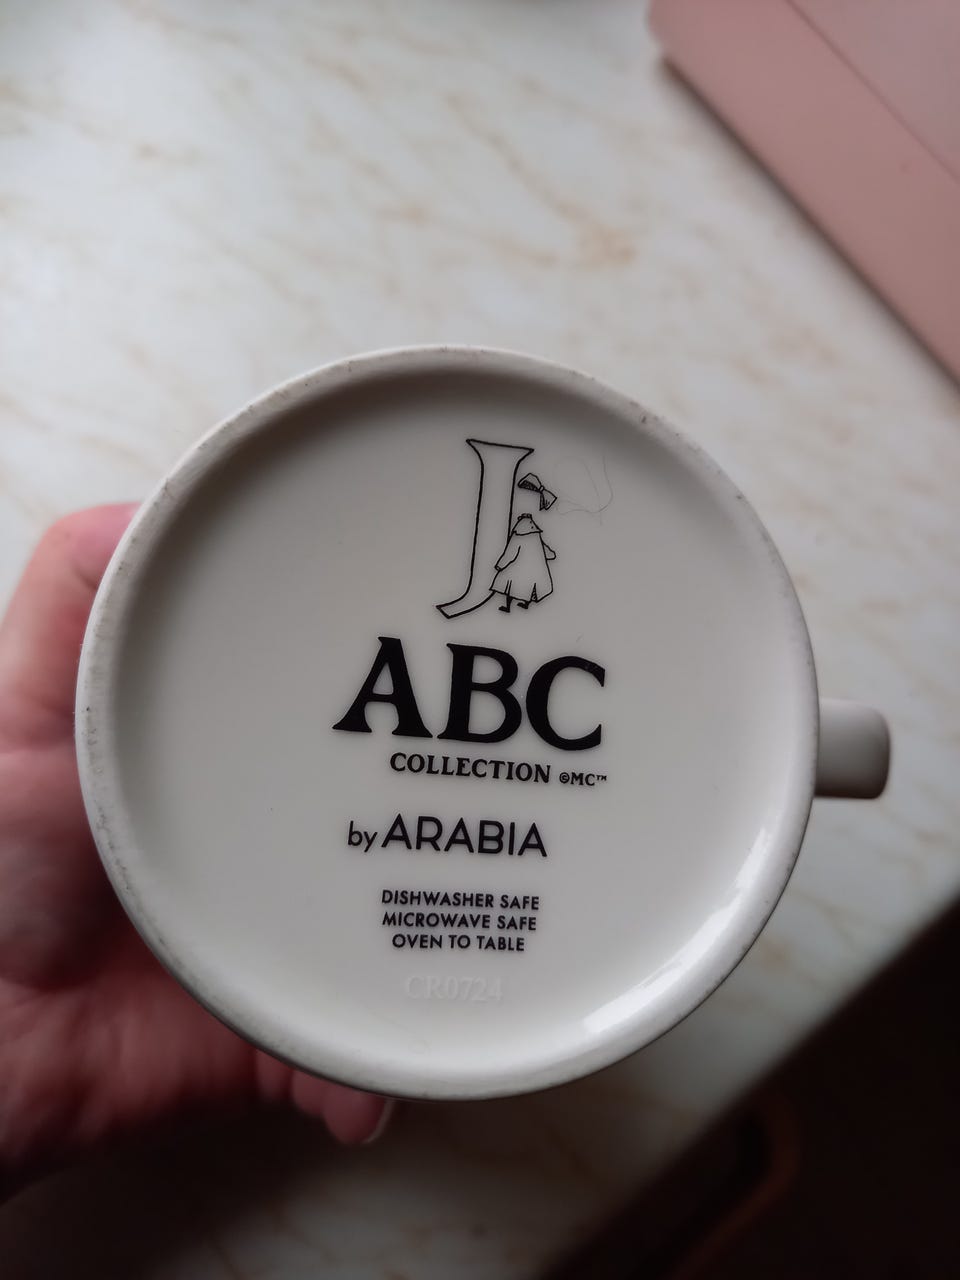 J
ABC
COLLECTION ©MC™
by ARABIA
DISHWASHER SAFE
MICROWAVE SAFE
OVEN TO TABLE
CR0724